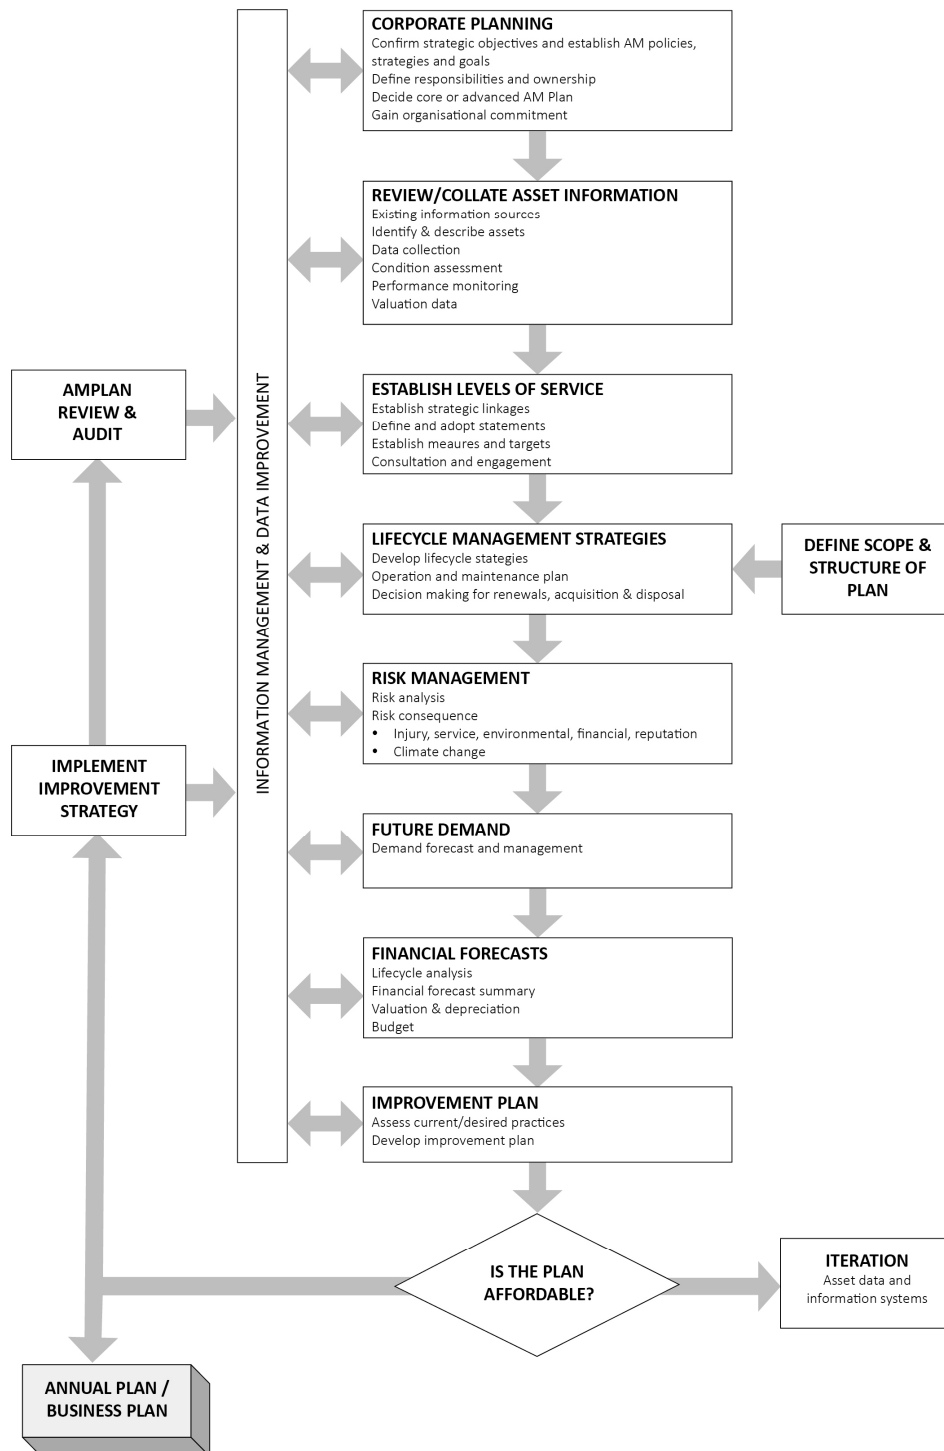 CORPORATE PLANNING
Confirm strategic objectives and establish AM policies,
strategies and goals
Define responsibilities and ownership
Decide core or advanced AM Plan
Gain organisational commitment
REVIEW/COLLATE ASSET INFORMATION
Existing information sources
Identify & describe assets
Data collection
Condition assessment
Performance monitoring
Valuation data
ESTABLISH LEVELS OF SERVICE
Establish strategic linkages
Define and adopt statements
Establish meaures and targets
Consultation and engagement
LIFECYCLE MANAGEMENT STRATEGIES
Develop lifecycle stategies
Operation and maintenance plan
Decision making for renewals, acquisition & disposal
DEFINE SCOPE &
STRUCTURE OF
PLAN
RISK MANAGEMENT
Risk analysis
Risk consequence
• Injury, service, environmental, financial, reputation
• Climate change
FUTURE DEMAND
Demand forecast and management
FINANCIAL FORECASTS
Lifecycle analysis
Financial forecast summary
Valuation & depreciation
Budget
IMPROVEMENT PLAN
Assess current/desired practices
Develop improvement plan
INFORMATION MANAGEMENT & DATA IMPROVEMENT
AMPLAN
REVIEW &
AUDIT
IMPLEMENT
IMPROVEMENT
STRATEGY
IS THE PLAN
AFFORDABLE?
ITERATION
Asset data and
information systems
ANNUAL PLAN /
BUSINESS PLAN